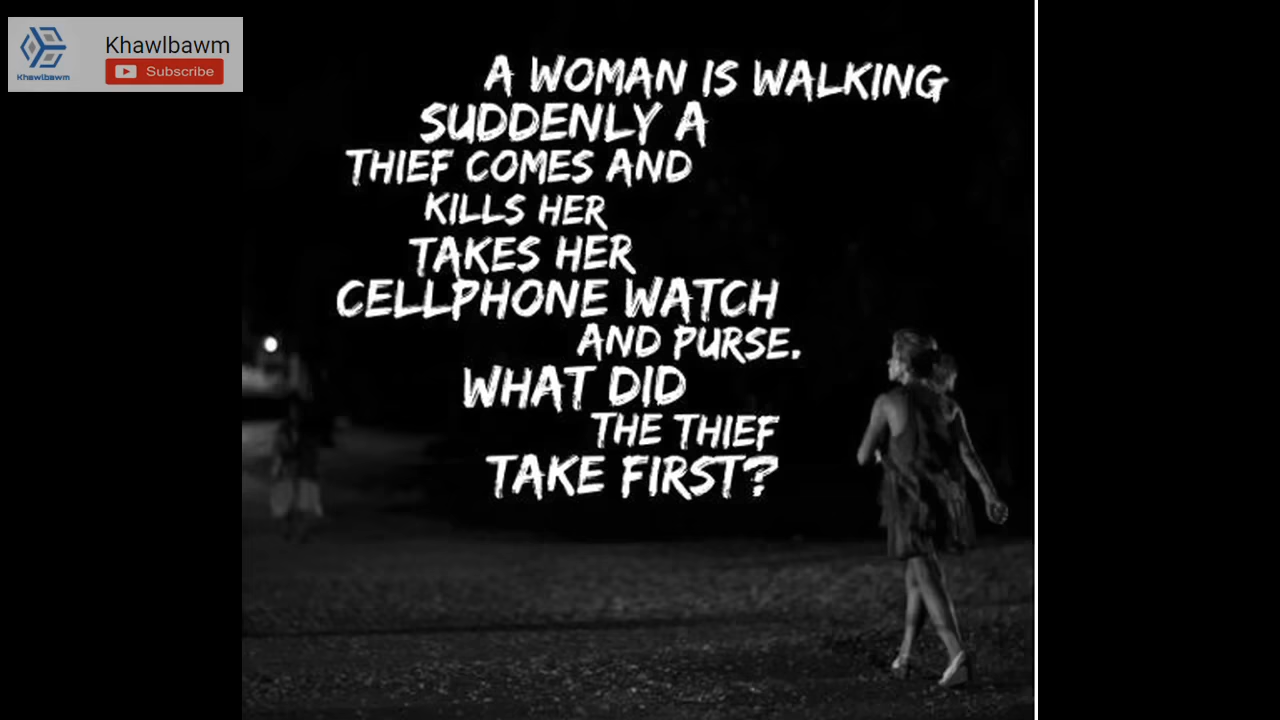 Khawlbawm
Khawlbawm
Subscribe
A WOMAN IS WALKING
SUDDENLY A
THIEF COMES AND
KILLS HER
TAKES HER
CELLPHONE WATCH
AND PURSE.
WHAT DID
THE THIEF
TAKE FIRST?